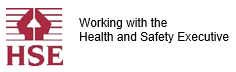 Working with the
Health and Safety Executive
HSE